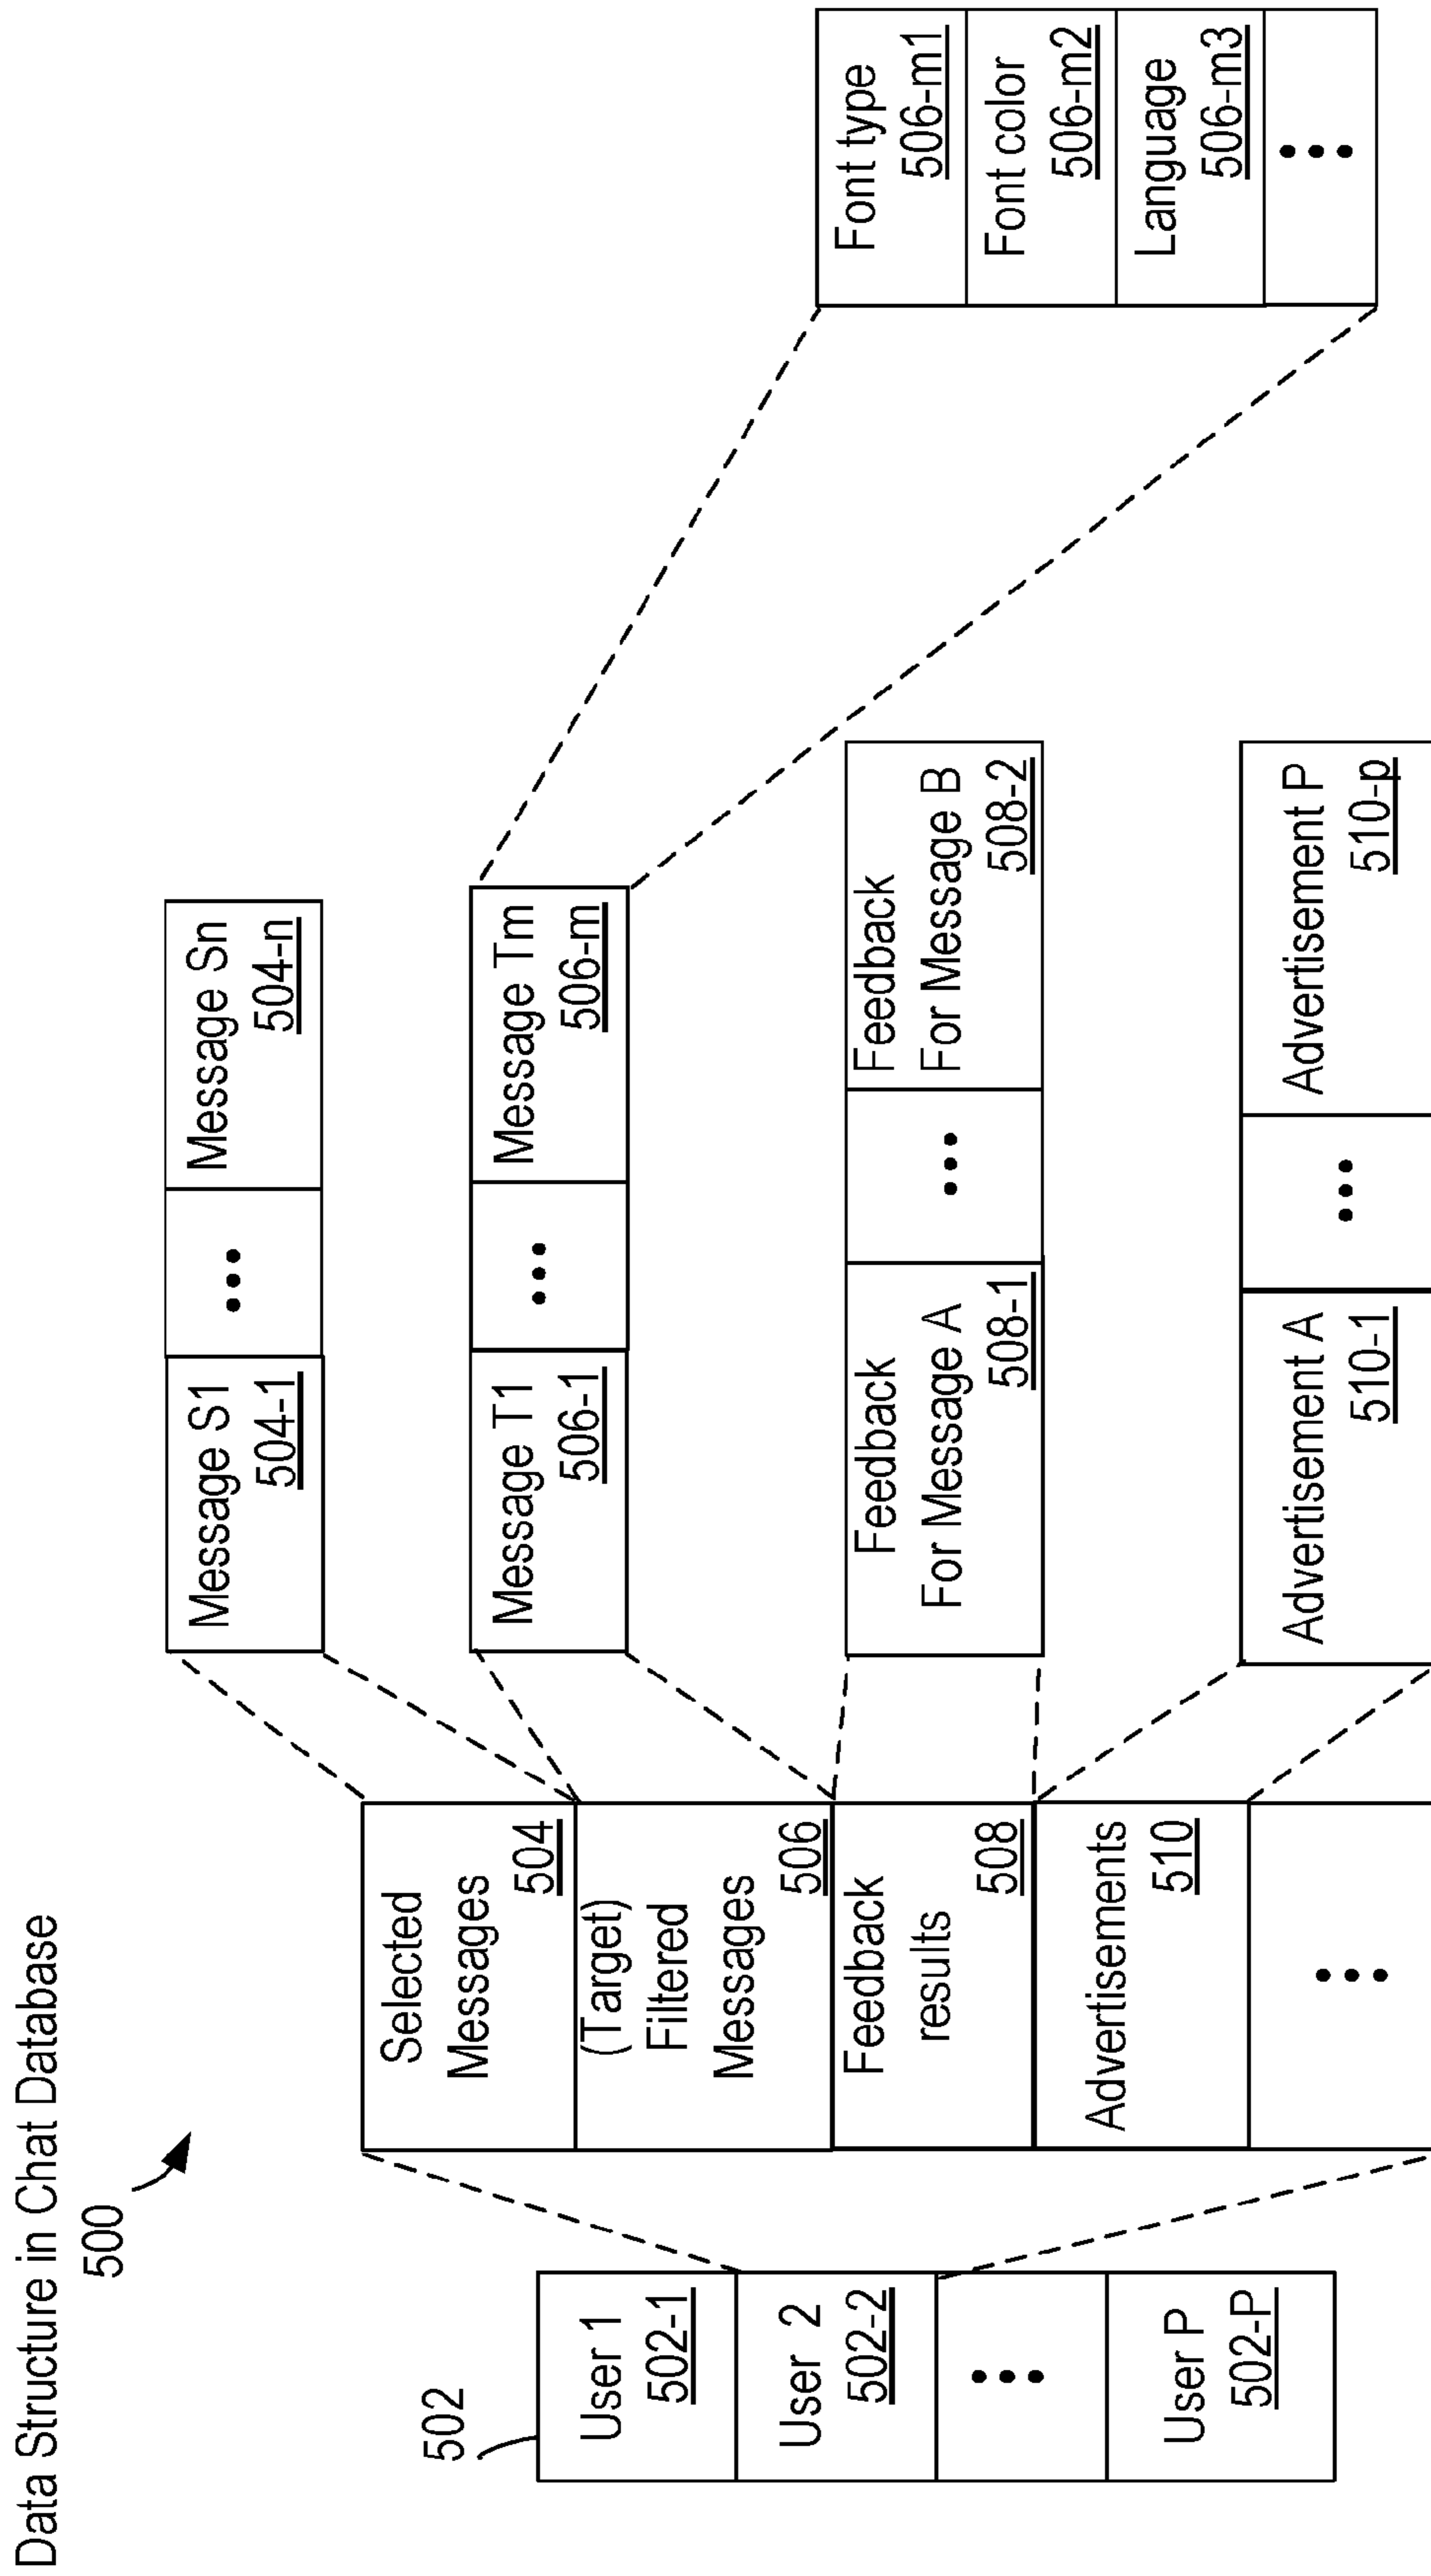 Data Structure in Chat Database
500
502
User 1
502-1
User 2
502-2
•••
User P
502-P
Selected
Messages
504
(Target)
Filtered
Messages
506
Feedback
results
508
Advertisements
510
•••
Message S1
504-1
•••
Message Sn
504-n
Message T1
506-1
•••
Message Tm
506-m
Feedback
For Message A
508-1
•••
Feedback
For Message B
508-2
Advertisement A
510-1
•••
Advertisement P
510-p
Font type
506-m1
Font color
506-m2
Language
506-m3
•••